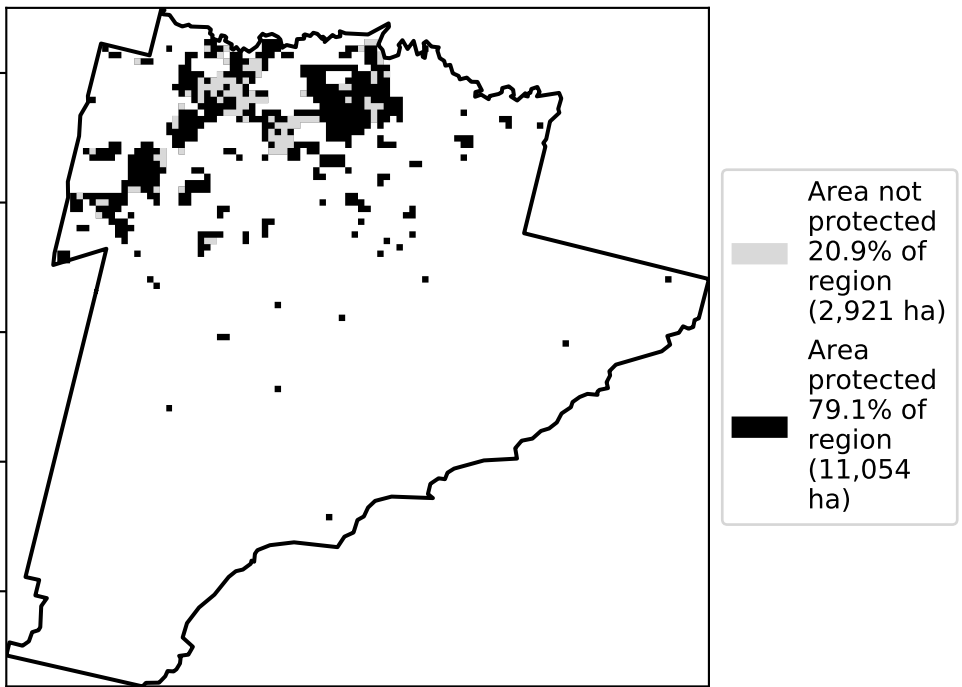 Area not
protected
20.9% of
region
(2,921 ha)
Area
protected
79.1% of
region
(11,054
ha)